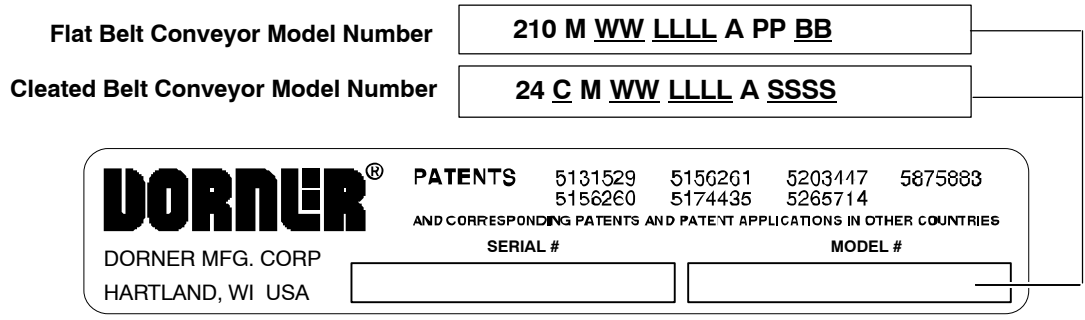 Flat Belt Conveyor Model Number 210 M WW LLLL A PP BB
Cleated Belt Conveyor Model Number 24 C M WW LLLL A SSSS
DORNER® PATENTS 5131529 5156261 5203447 5875883
5156260 5174435 5265714
AND CORRESPONDING PATENTS AND PATENT APPLICATIONS IN OTHER COUNTRIES
SERIAL # MODEL #
DORNER MFG. CORP
HARTLAND, WI USA